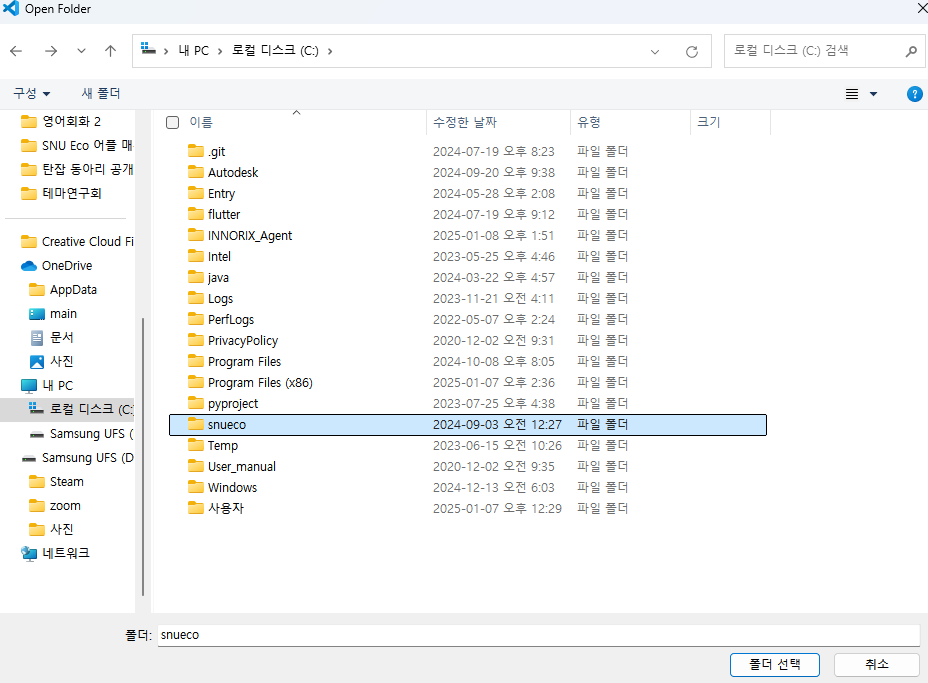 Open Folder
내 PC > 로컬 디스크 (C:) >
로컬 디스크 (C:) 검색
구성
새 폴더
영어회화 2
SNU Eco 어플 매
탄잡 동아리 공개
테마연구회
Creative Cloud Fi
OneDrive
AppData
main
문서
사진
내 PC
로컬 디스크 (C:
Samsung UFS (
Samsung UFS (D
Steam
zoom
사진
네트워크
이름 수정한 날짜 유형 크기
.git 2024-07-19 오후 8:23 파일 폴더
Autodesk 2024-09-20 오후 9:38 파일 폴더
Entry 2024-05-28 오후 2:08 파일 폴더
flutter 2024-07-19 오후 9:12 파일 폴더
INNORIX_Agent 2025-01-08 오후 1:51 파일 폴더
Intel 2023-05-25 오후 4:46 파일 폴더
java 2024-03-22 오후 4:57 파일 폴더
Logs 2023-11-21 오전 4:11 파일 폴더
PerfLogs 2022-05-07 오후 2:24 파일 폴더
PrivacyPolicy 2020-12-02 오전 9:31 파일 폴더
Program Files 2024-10-08 오후 8:05 파일 폴더
Program Files (x86) 2025-01-07 오후 2:36 파일 폴더
pyproject 2023-07-25 오후 4:38 파일 폴더
snueco 2024-09-03 오전 12:27 파일 폴더
Temp 2023-06-15 오전 10:26 파일 폴더
User_manual 2020-12-02 오전 9:35 파일 폴더
Windows 2024-12-13 오전 6:03 파일 폴더
사용자 2025-01-07 오후 12:29 파일 폴더
폴더: snueco
폴더 선택
취소